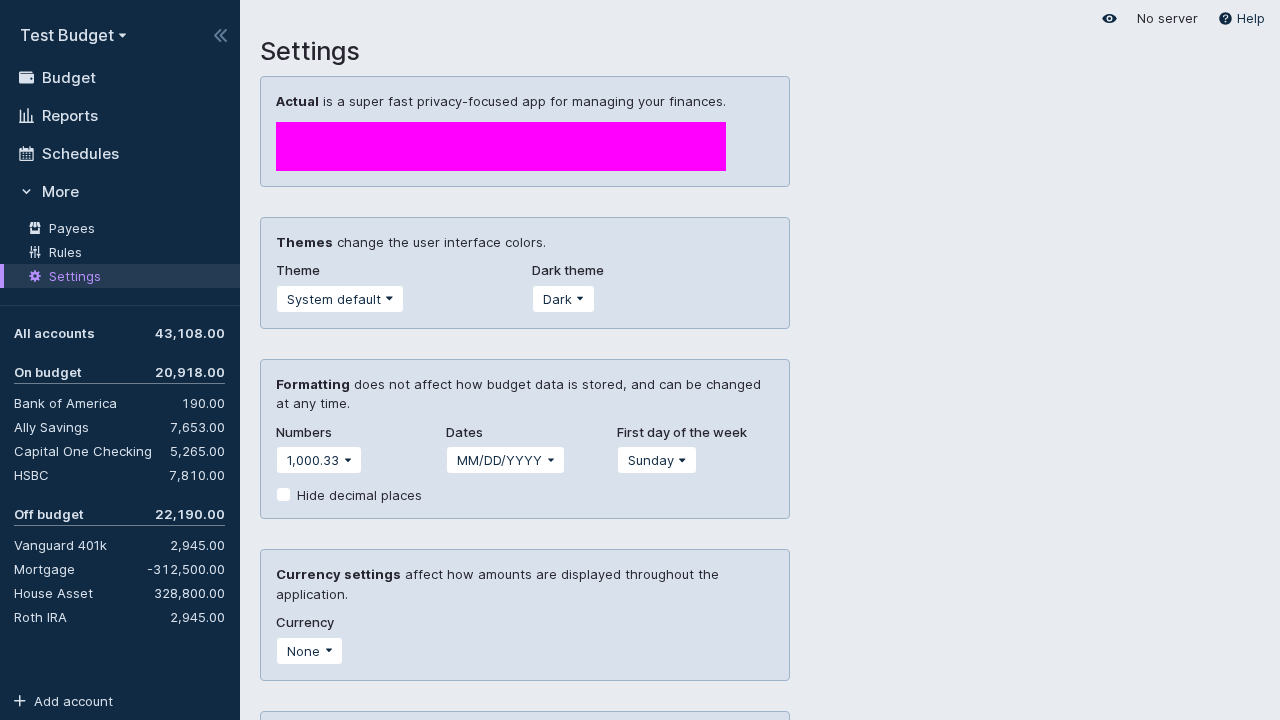 Test Budget
Budget
Reports
Schedules
More
Payees
Rules
Settings
All accounts 43,108.00
On budget 20,918.00
Bank of America 190.00
Ally Savings 7,653.00
Capital One Checking 5,265.00
HSBC 7,810.00
Off budget 22,190.00
Vanguard 401k 2,945.00
Mortgage -312,500.00
House Asset 328,800.00
Roth IRA 2,945.00
Add account
No server Help
Settings
Actual is a super fast privacy-focused app for managing your finances.
Themes change the user interface colors.
Theme Dark theme
System default Dark
Formatting does not affect how budget data is stored, and can be changed
at any time.
Numbers Dates First day of the week
1,000.33 MM/DD/YYYY Sunday
Hide decimal places
Currency settings affect how amounts are displayed throughout the
application.
Currency
None